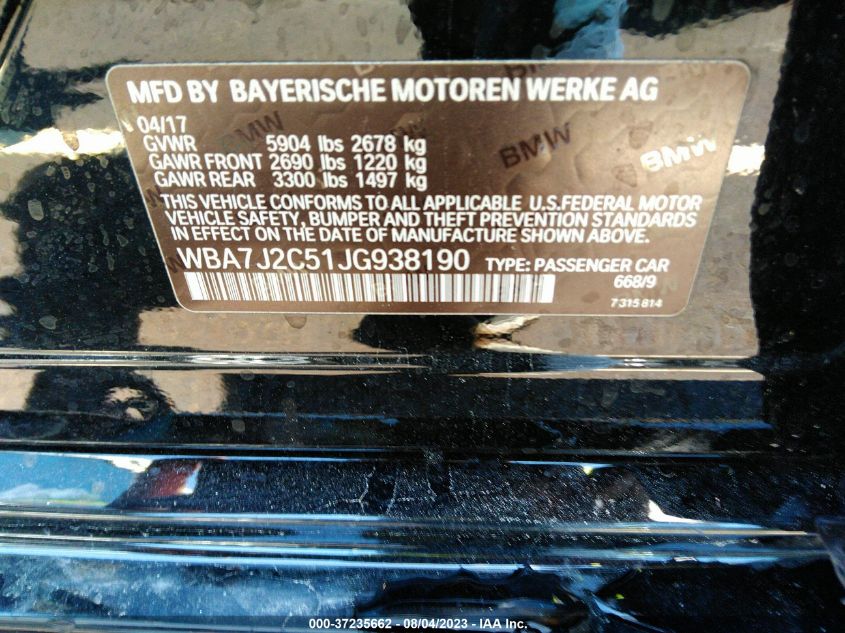 MFD BY BAYERISCHE MOTOREN WERKE AG
04/17
GVWR 5904 lbs 2678 kg
GAWR FRONT 2690 lbs 1220 kg
GAWR REAR 3300 lbs 1497 kg
BMW
BMW
THIS VEHICLE CONFORMS TO ALL APPLICABLE U.S.FEDERAL MOTOR
VEHICLE SAFETY, BUMPER AND THEFT PREVENTION STANDARDS
IN EFFECT ON THE DATE OF MANUFACTURE SHOWN ABOVE.
WBA7J2C51JG938190 TYPE: PASSENGER CAR
668/9
7 315 814
000-37235662 - 08/04/2023 - IAA Inc.